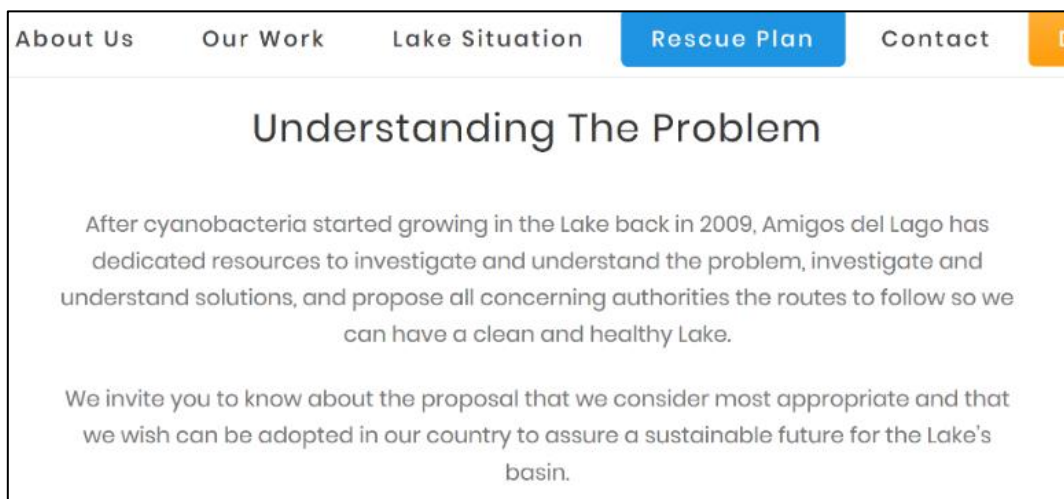 About Us Our Work Lake Situation Rescue Plan Contact
Understanding The Problem
After cyanobacteria started growing in the Lake back in 2009, Amigos del Lago has
dedicated resources to investigate and understand the problem, investigate and
understand solutions, and propose all concerning authorities the routes to follow so we
can have a clean and healthy Lake.
We invite you to know about the proposal that we consider most appropriate and that
we wish can be adopted in our country to assure a sustainable future for the Lake's
basin.